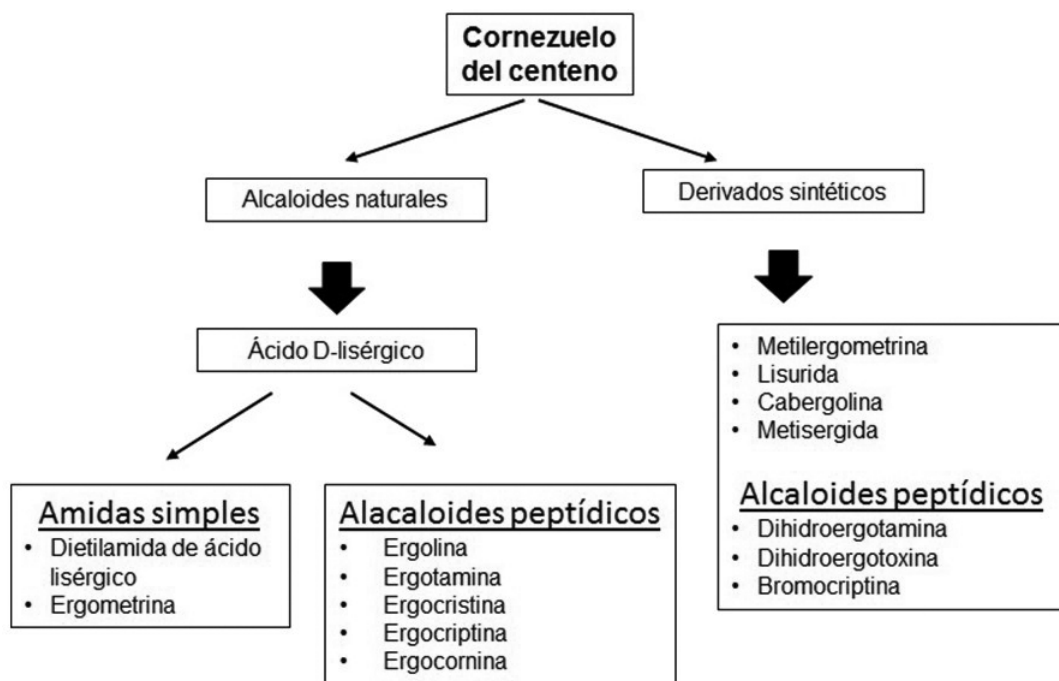 Cornezuelo
del centeno
Alcaloides naturales
Derivados sintéticos
Ácido D-lisérgico
Amidas simples
• Dietilamida de ácido
lisérgico
• Ergometrina
Alacaloides peptídicos
• Ergolina
• Ergotamina
• Ergocristina
• Ergocriptina
• Ergocornina
• Metilergometrina
• Lisurida
• Cabergolina
• Metisergida
Alcaloides peptídicos
• Dihidroergotamina
• Dihidroergotoxina
• Bromocriptina